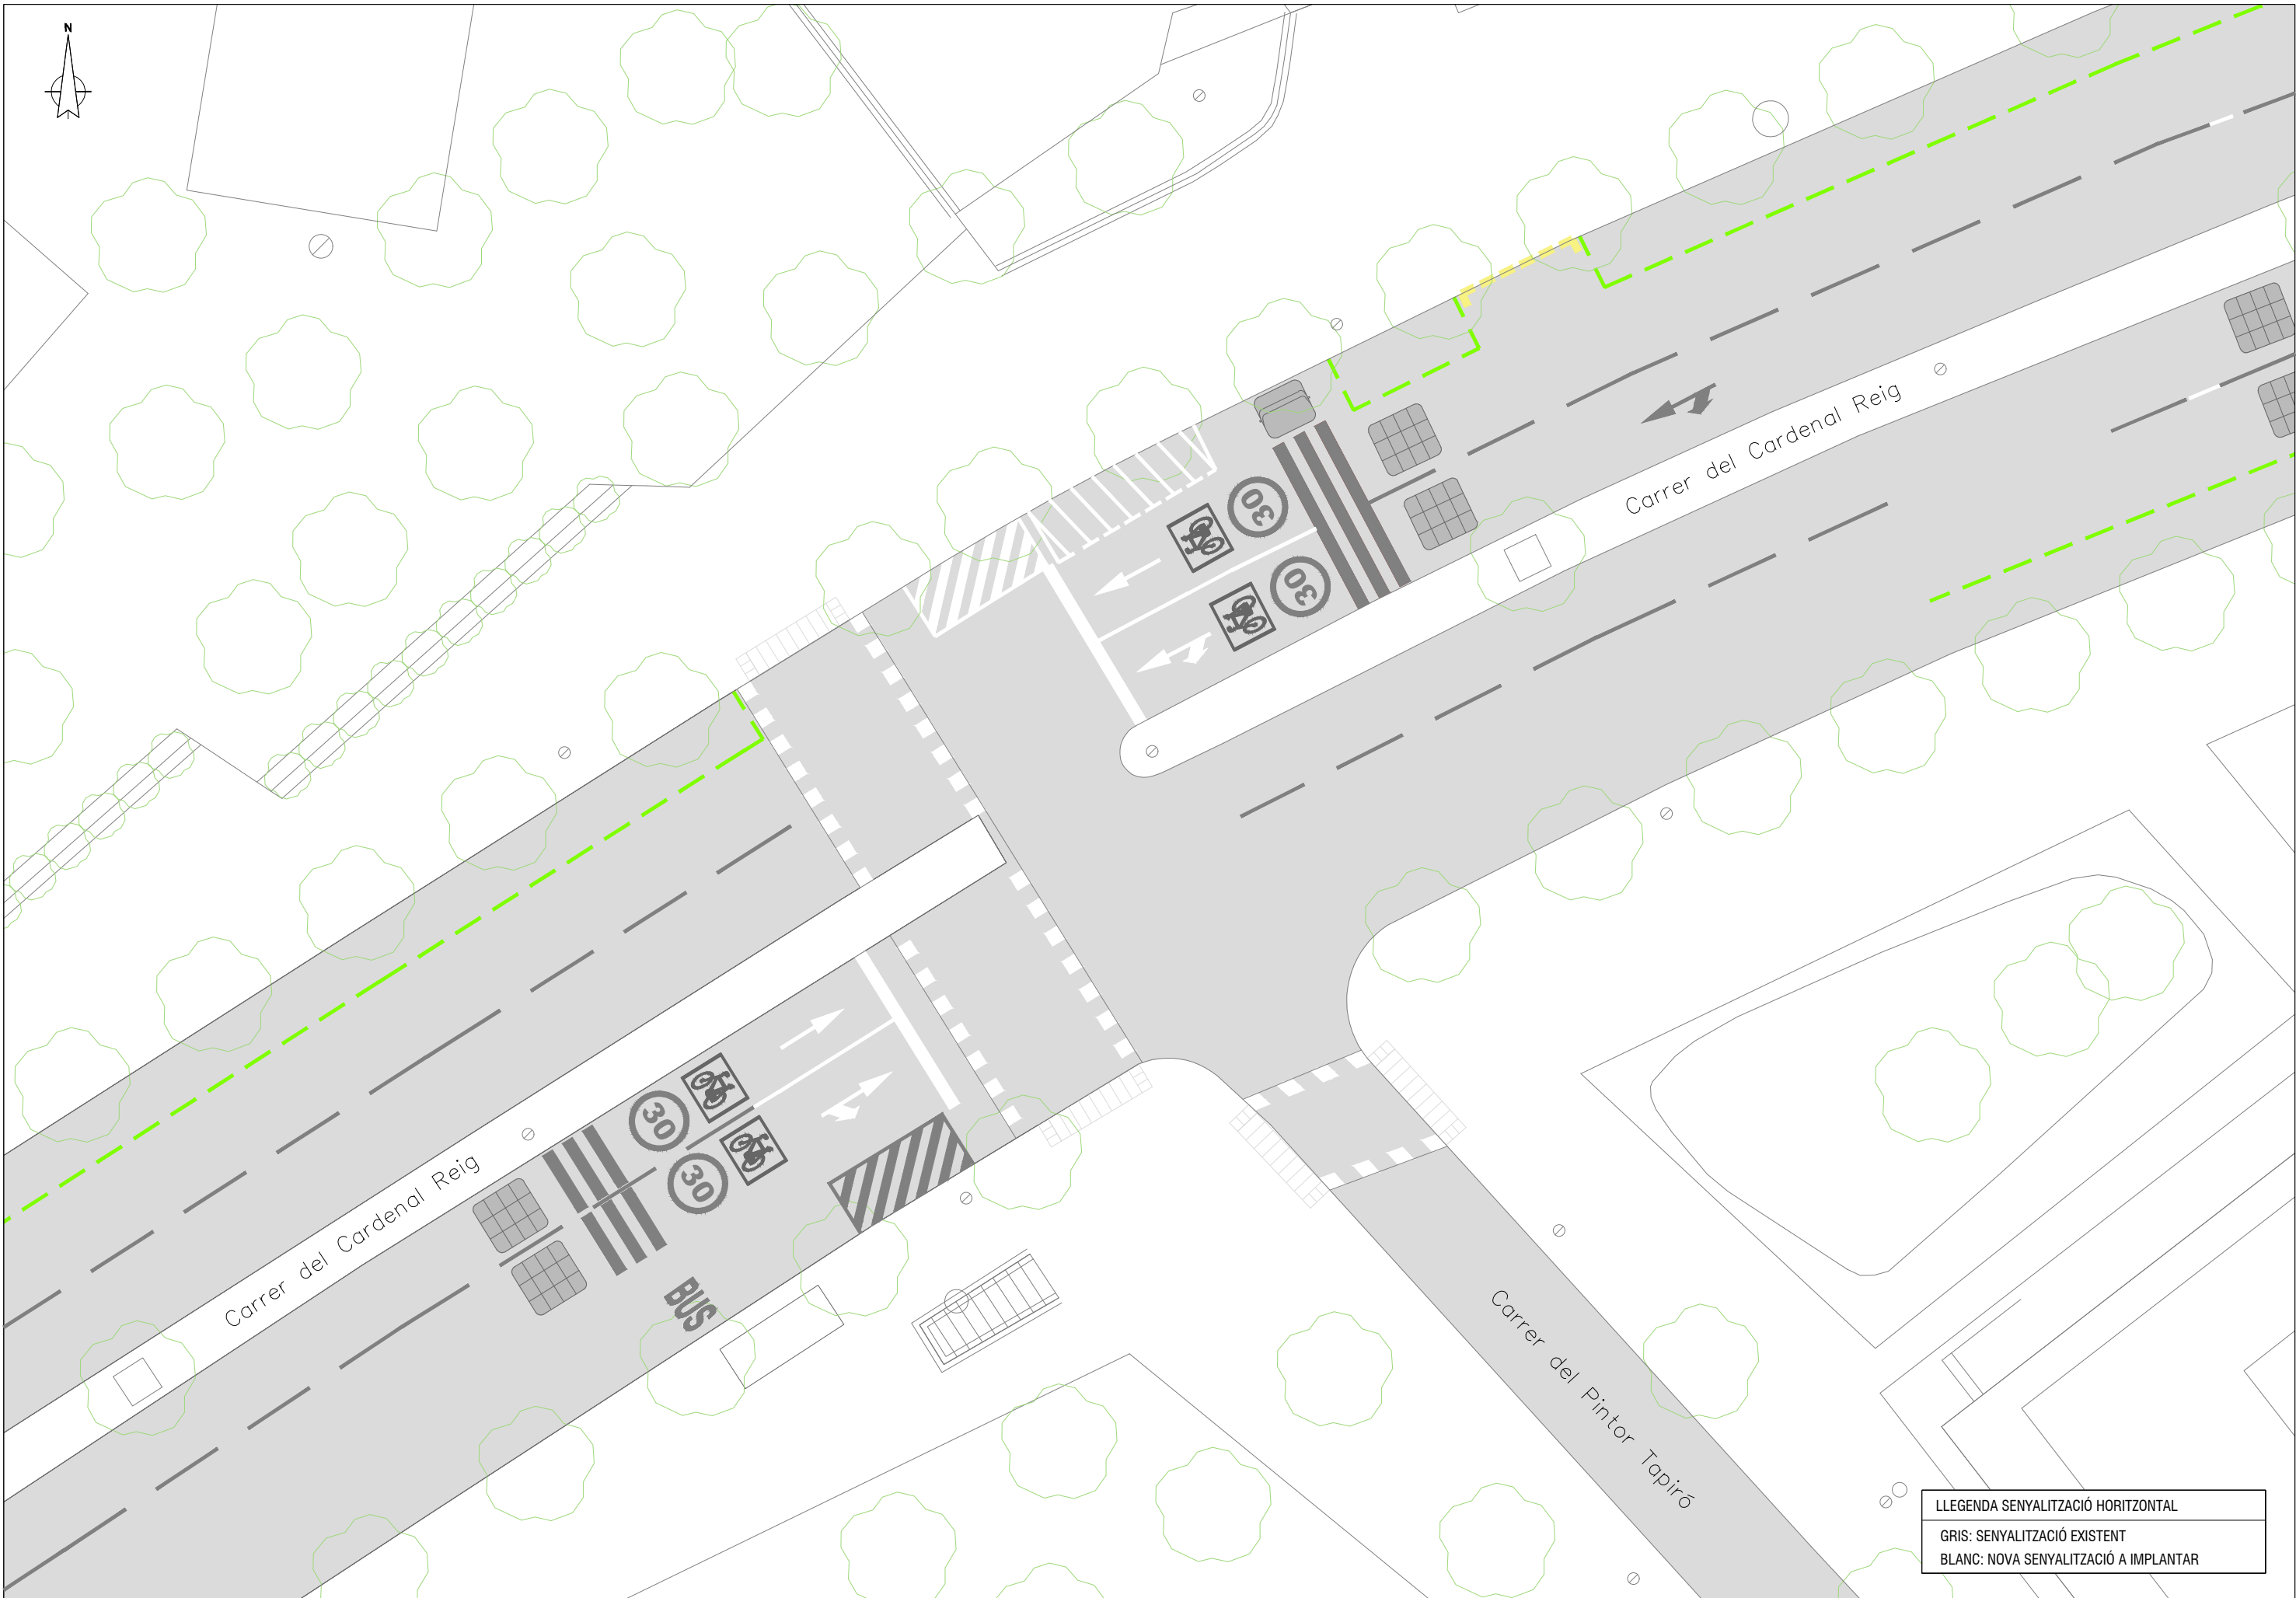 N
Carrer del Cardenal Reig
30
30
30
30
BUS
Carrer del Cardenal Reig
Carrer del Pintor Tapiró
LLEGENDA SENYALITZACIÓ HORITZONTAL
GRIS: SENYALITZACIÓ EXISTENT
BLANC: NOVA SENYALITZACIÓ A IMPLANTAR